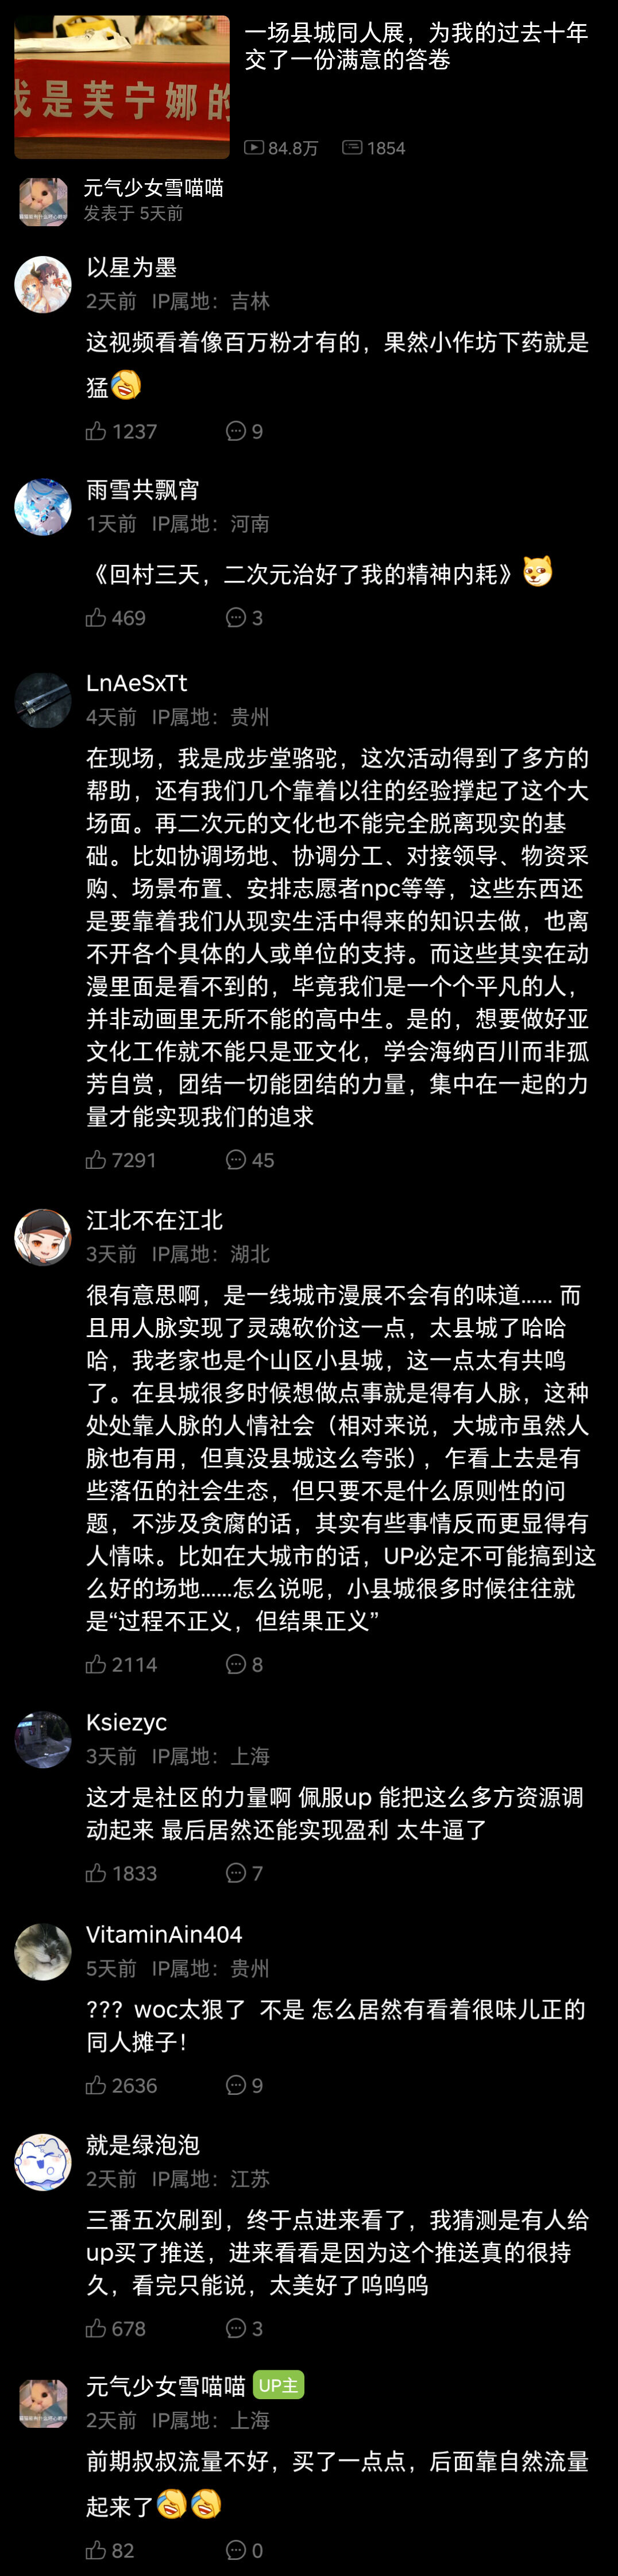 我是芙宁娜的
一场县城同人展，为我的过去十年
交了一份满意的答卷
84.8万 1854
元气少女雪喵喵
发表于 5天前
以星为墨
2天前 IP属地：吉林
这视频看着像百万粉才有的，果然小作坊下药就是
猛
1237 9
雨雪共飘宵
1天前 IP属地：河南
《回村三天，二次元治好了我的精神内耗》
469 3
LnAeSxTt
4天前 IP属地：贵州
在现场，我是成步堂骆驼，这次活动得到了多方的
帮助，还有我们几个靠着以往的经验撑起了这个大
场面。再二次元的文化也不能完全脱离现实的基
础。比如协调场地、协调分工、对接领导、物资采
购、场景布置、安排志愿者npc等等，这些东西还
是要靠着我们从现实生活中得来的知识去做，也离
不开各个具体的人或单位的支持。而这些其实在动
漫里面是看不到的，毕竟我们是一个个平凡的人，
并非动画里无所不能的高中生。是的，想要做好亚
文化工作就不能只是亚文化，学会海纳百川而非孤
芳自赏，团结一切能团结的力量，集中在一起的力
量才能实现我们的追求
7291 45
江北不在江北
3天前 IP属地：湖北
很有意思啊，是一线城市漫展不会有的味道...... 而
且用人脉实现了灵魂砍价这一点，太县城了哈哈
哈，我老家也是个山区小县城，这一点太有共鸣
了。在县城很多时候想做点事就是得有人脉，这种
处处靠人脉的人情社会（相对来说，大城市虽然人
脉也有用，但真没县城这么夸张），乍看上去是有
些落伍的社会生态，但只要不是什么原则性的问
题，不涉及贪腐的话，其实有些事情反而更显得有
人情味。比如在大城市的话，UP必定不可能搞到这
么好的场地......怎么说呢，小县城很多时候往往就
是“过程不正义，但结果正义”
2114 8
Ksiezyc
3天前 IP属地：上海
这才是社区的力量啊 佩服up 能把这么多方资源调
动起来 最后居然还能实现盈利 太牛逼了
1833 7
VitaminAin404
5天前 IP属地：贵州
??? woc太狠了 不是 怎么居然有看着很味儿正的
同人摊子！
2636 9
就是绿泡泡
2天前 IP属地：江苏
三番五次刷到，终于点进来看了，我猜测是有人给
up买了推送，进来看看是因为这个推送真的很持
久，看完只能说，太美好了呜呜呜
678 3
元气少女雪喵喵 UP主
2天前 IP属地：上海
前期叔叔流量不好，买了一点点，后面靠自然流量
起来了
82 0